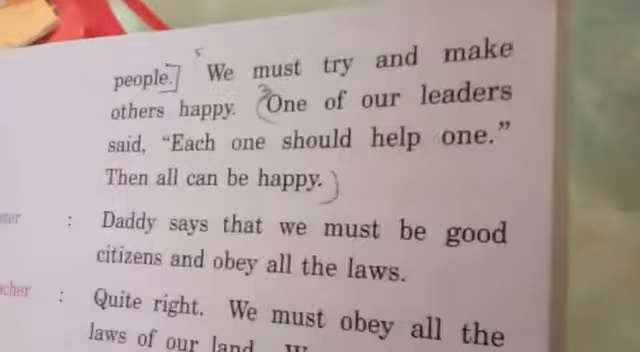 people. We must try and make
others happy. One of our leaders
said, "Each one should help one."
Then all can be happy.
: Daddy says that we must be good
citizens and obey all the laws.
: Quite right. We must obey all the
laws of our land.